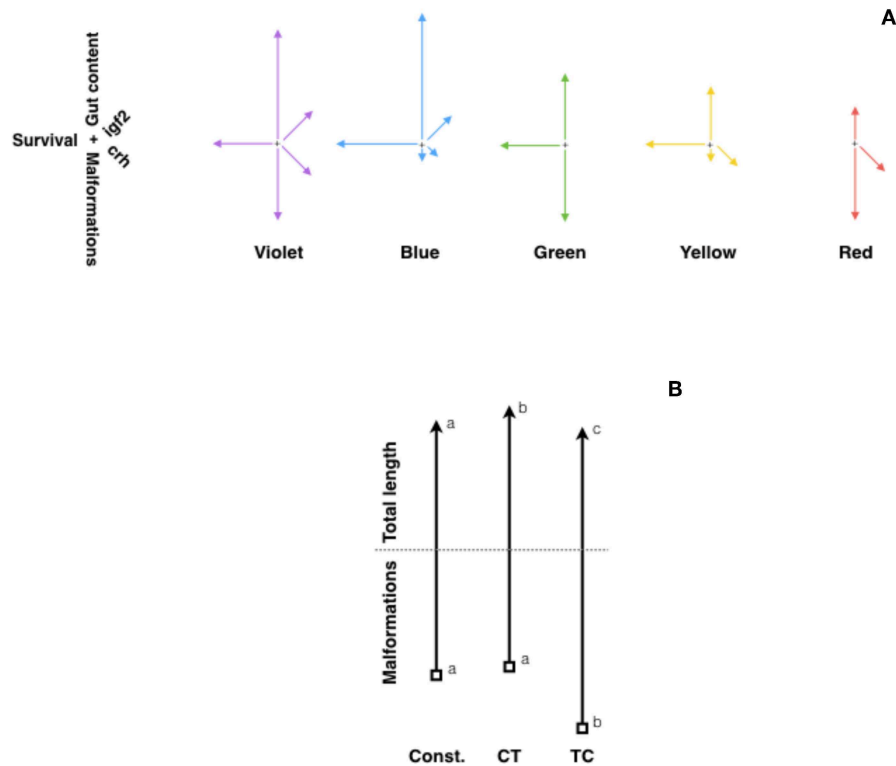 A
Gut content
igf2
Survival
+
crh
Malformations
Violet
Blue
Green
Yellow
Red
B
b
a
c
Total length
Malformations
a
a
b
Const.
CT
TC